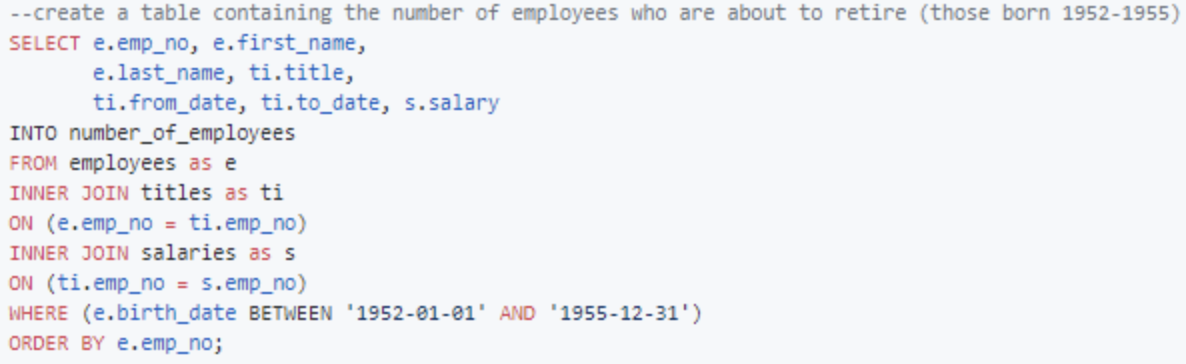 --create a table containing the number of employees who are about to retire (those born 1952-1955)
SELECT e.emp_no, e.first_name,
e.last_name, ti.title,
ti.from_date, ti.to_date, s.salary
INTO number_of_employees
FROM employees as e
INNER JOIN titles as ti
ON (e.emp_no = ti.emp_no)
INNER JOIN salaries as s
ON (ti.emp_no = s.emp_no)
WHERE (e.birth_date BETWEEN '1952-01-01' AND '1955-12-31')
ORDER BY e.emp_no;